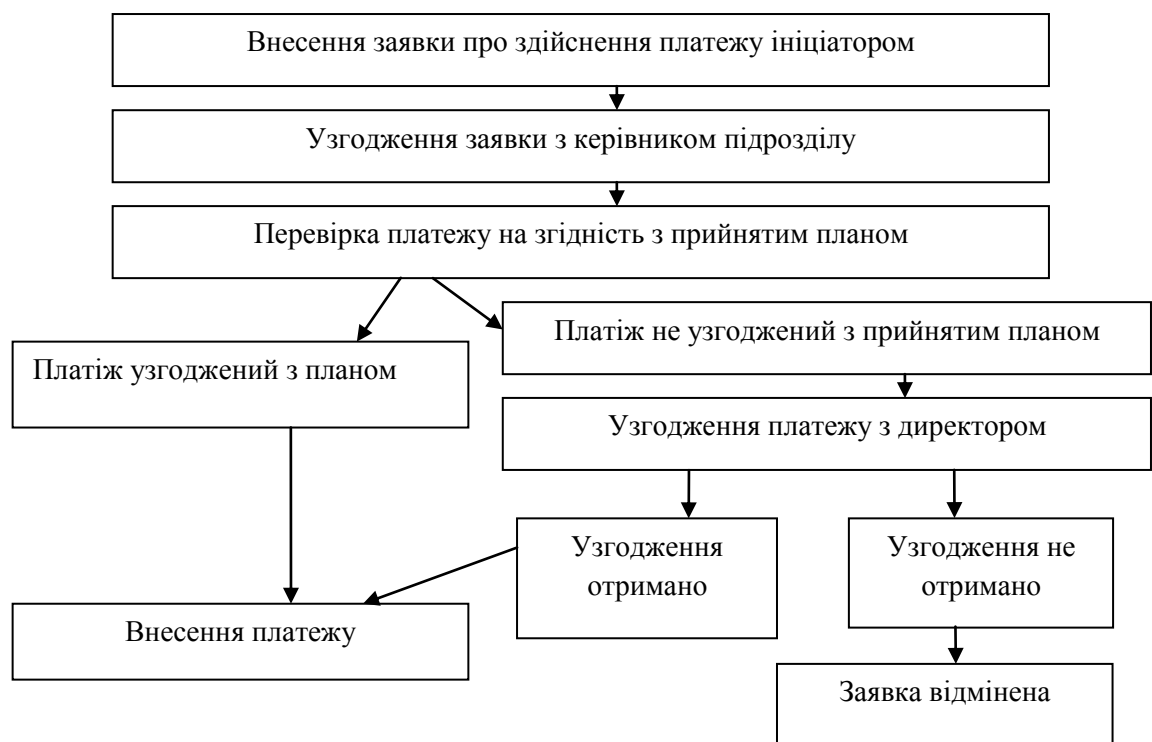 Внесення заявки про здійснення платежу ініціатором
Узгодження заявки з керівником підрозділу
Перевірка платежу на згідність з прийнятим планом
Платіж не узгоджений з прийнятим планом
Платіж узгоджений з планом
Узгодження платежу з директором
Узгодження
отримано
Узгодження не
отримано
Внесення платежу
Заявка відмінена